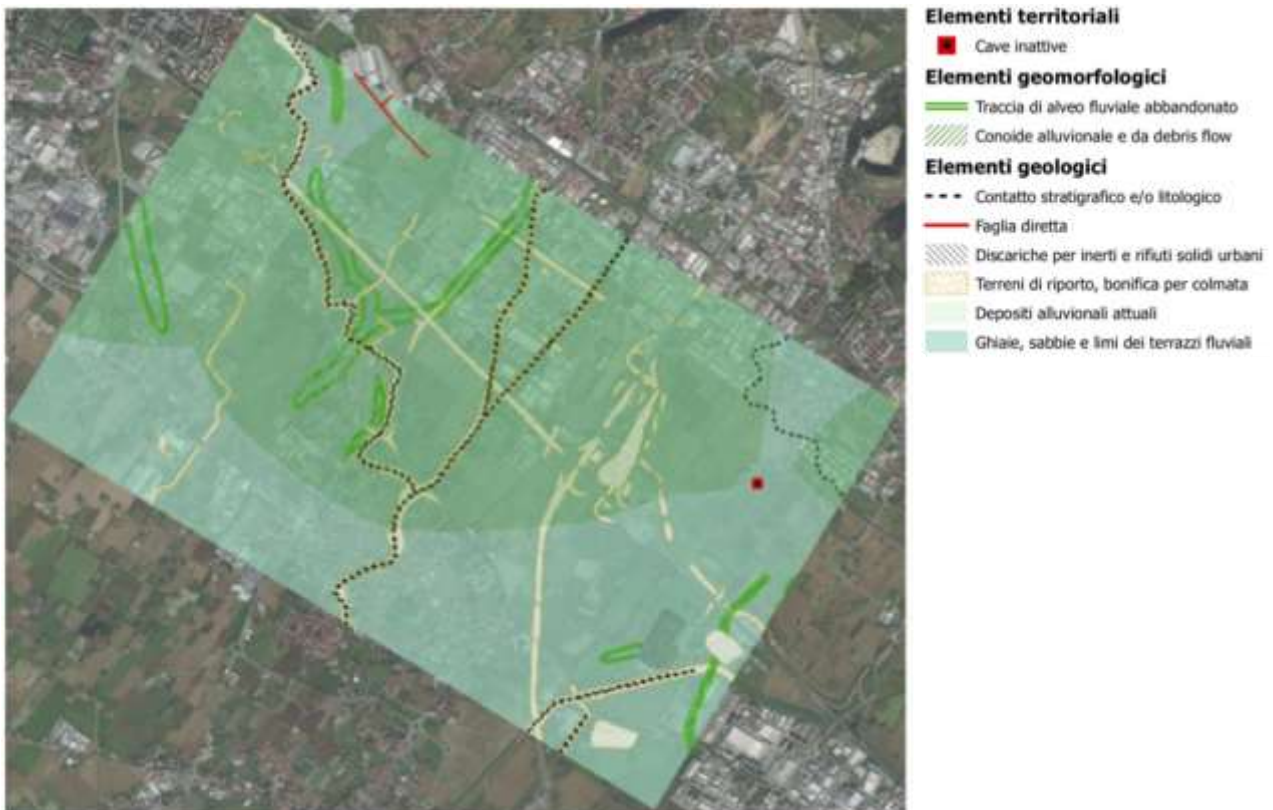 Elementi territoriali
Cave inattive
Elementi geomorfologici
Traccia di alveo fluviale abbandonato
Conoide alluvionale e da debris flow
Elementi geologici
Contatto stratigrafico e/o litologico
Faglia diretta
Discariche per inerti e rifiuti solidi urbani
Terreni di riporto, bonifica per colmata
Depositi alluvionali attuali
Ghiaie, sabbie e limi dei terrazzi fluviali